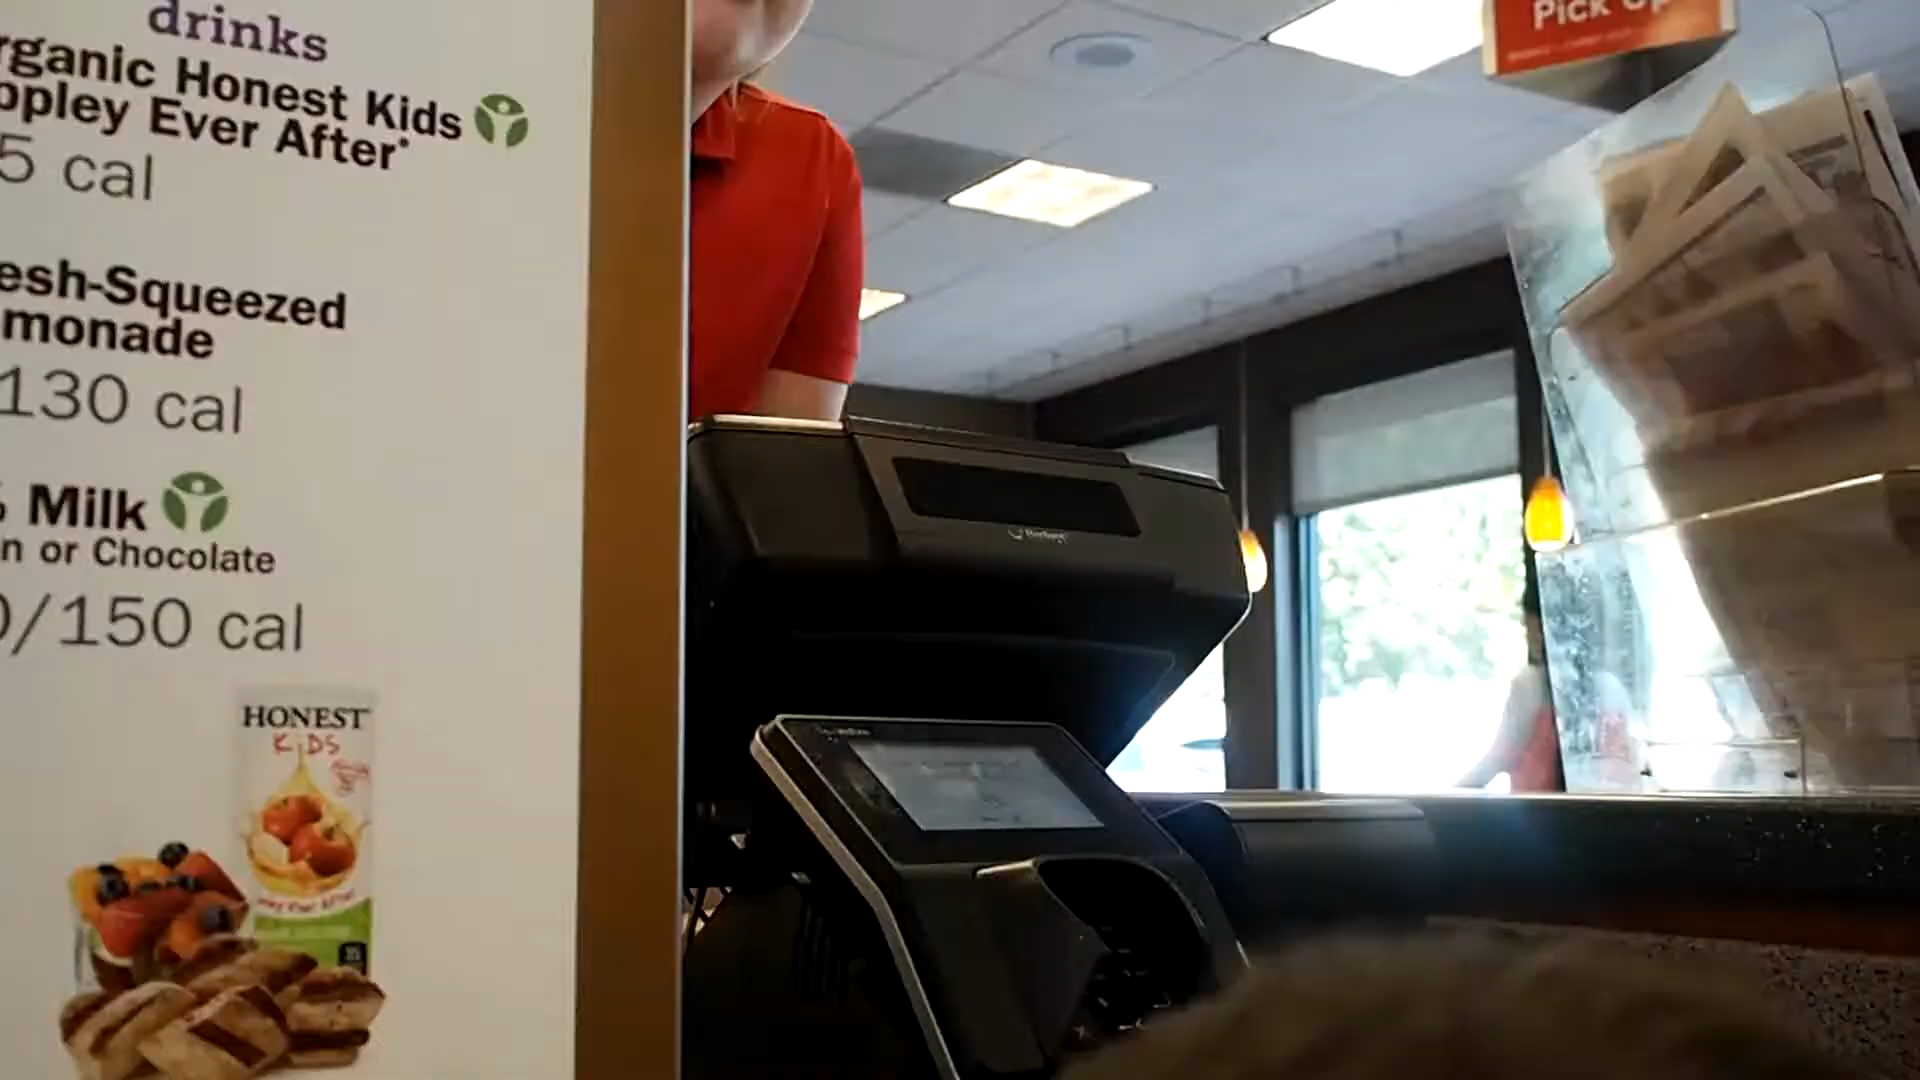 drinks
rganic Honest Kids
ppley Ever After*
5 cal
esh-Squeezed
monade
130 cal
% Milk
n or Chocolate
0/150 cal
HONEST
KIDS
Pick Up